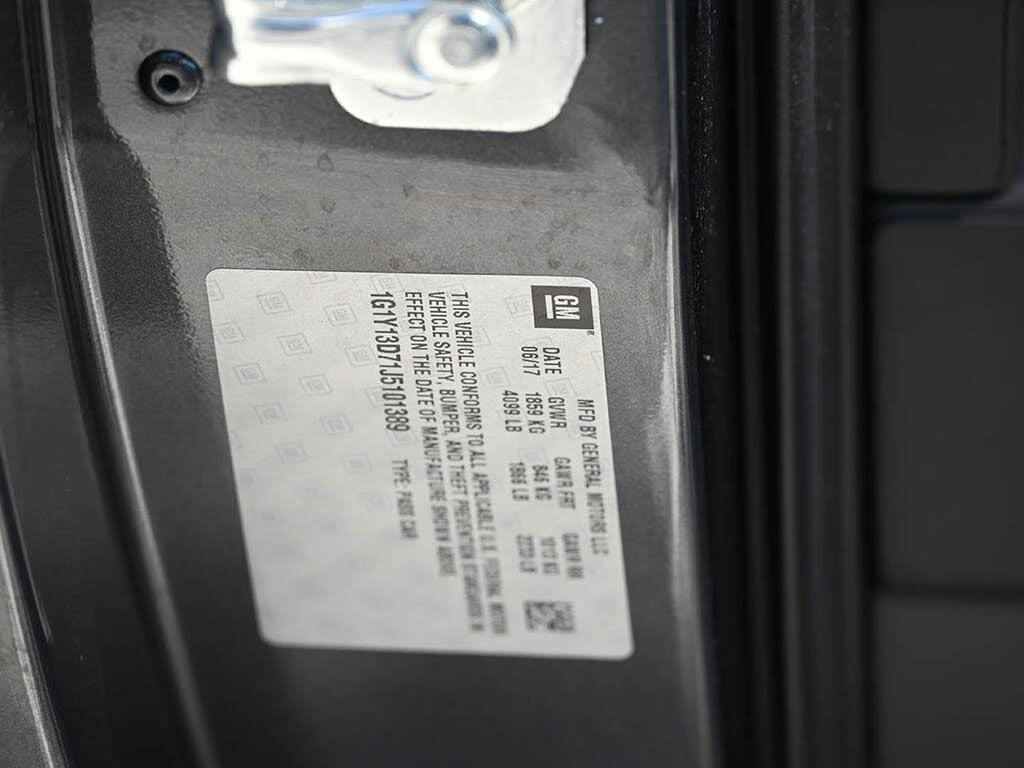 GM
MFD BY GENERAL MOTORS LLC
DATE GVWR GAWR FRT GAWR RR
06/17 1859 KG 846 KG 1013 KG
4099 LB 1866 LB
THIS VEHICLE CONFORMS TO ALL APPLICABLE U.S. FEDERAL MOTOR
VEHICLE SAFETY, BUMPER, AND THEFT PREVENTION STANDARDS IN
EFFECT ON THE DATE OF MANUFACTURE SHOWN ABOVE
1G1Y13D71J5101389 TYPE: PASS CAR